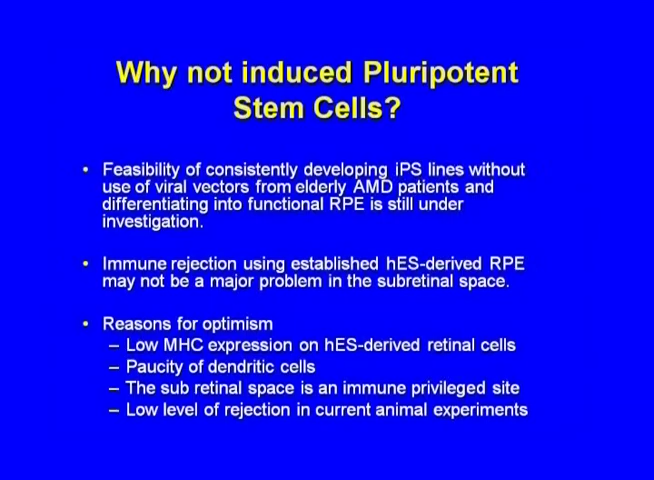 Why not induced Pluripotent
Stem Cells?
• Feasibility of consistently developing iPS lines without
use of viral vectors from elderly AMD patients and
differentiating into functional RPE is still under
investigation.
• Immune rejection using established hES-derived RPE
may not be a major problem in the subretinal space.
• Reasons for optimism
– Low MHC expression on hES-derived retinal cells
– Paucity of dendritic cells
– The sub retinal space is an immune privileged site
– Low level of rejection in current animal experiments